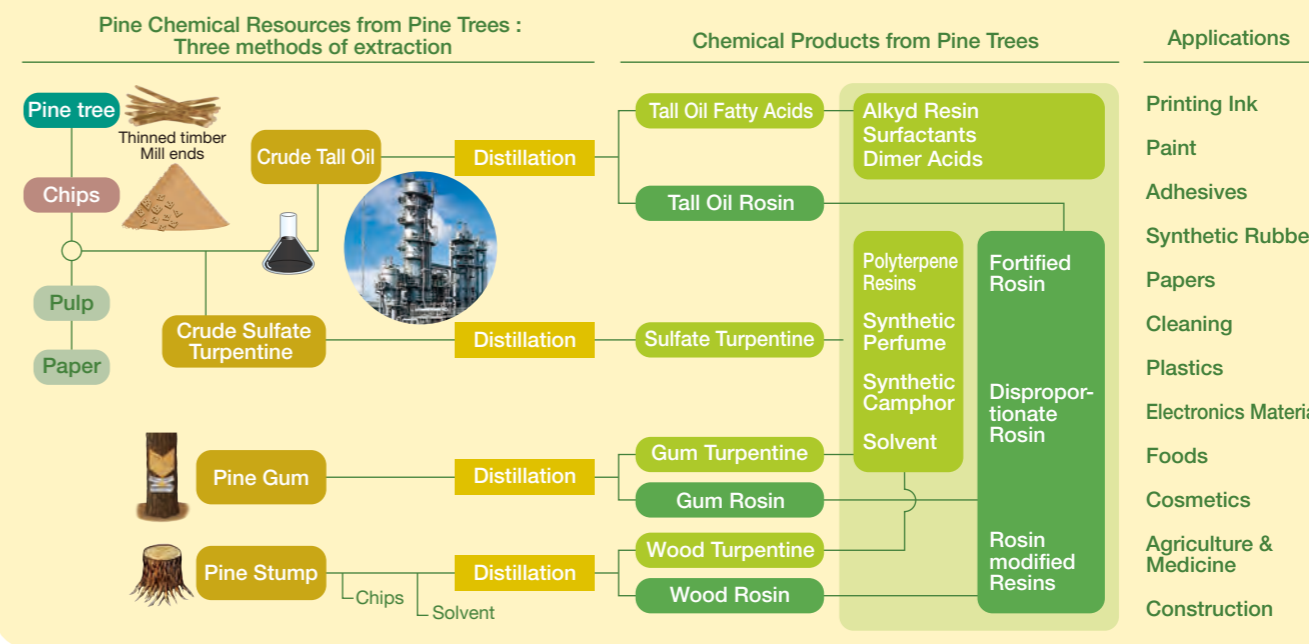 Pine Chemical Resources from Pine Trees :
Three methods of extraction
Chemical Products from Pine Trees
Applications
Pine tree
Thinned timber
Mill ends
Chips
Pulp
Paper
Crude Tall Oil
Crude Sulfate
Turpentine
Pine Gum
Pine Stump
Chips
Solvent
Distillation
Distillation
Distillation
Distillation
Tall Oil Fatty Acids
Tall Oil Rosin
Sulfate Turpentine
Gum Turpentine
Gum Rosin
Wood Turpentine
Wood Rosin
Alkyd Resin
Surfactants
Dimer Acids
Polyterpene
Resins
Synthetic
Perfume
Synthetic
Camphor
Solvent
Fortified
Rosin
Dispropor-
tionate
Rosin
Rosin
modified
Resins
Printing Ink
Paint
Adhesives
Synthetic Rubbe
Papers
Cleaning
Plastics
Electronics Materia
Foods
Cosmetics
Agriculture &
Medicine
Construction